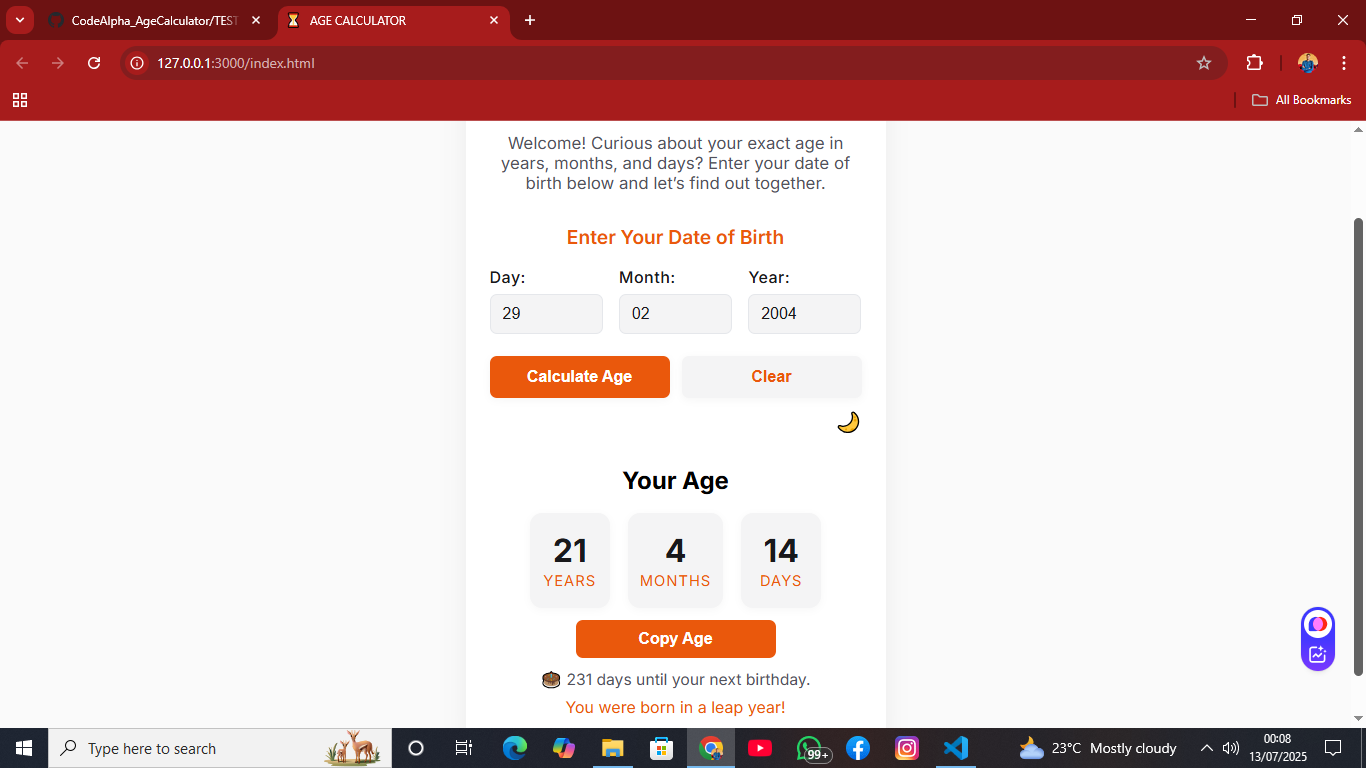 CodeAlpha_AgeCalculator/TEST
AGE CALCULATOR
127.0.0.1:3000/index.html
All Bookmarks
Welcome! Curious about your exact age in
years, months, and days? Enter your date of
birth below and let’s find out together.
Enter Your Date of Birth
Day: Month: Year:
29 02 2004
Calculate Age Clear
Your Age
21 4 14
YEARS MONTHS DAYS
Copy Age
231 days until your next birthday.
You were born in a leap year!
Type here to search
99+
23°C Mostly cloudy
00:08
13/07/2025